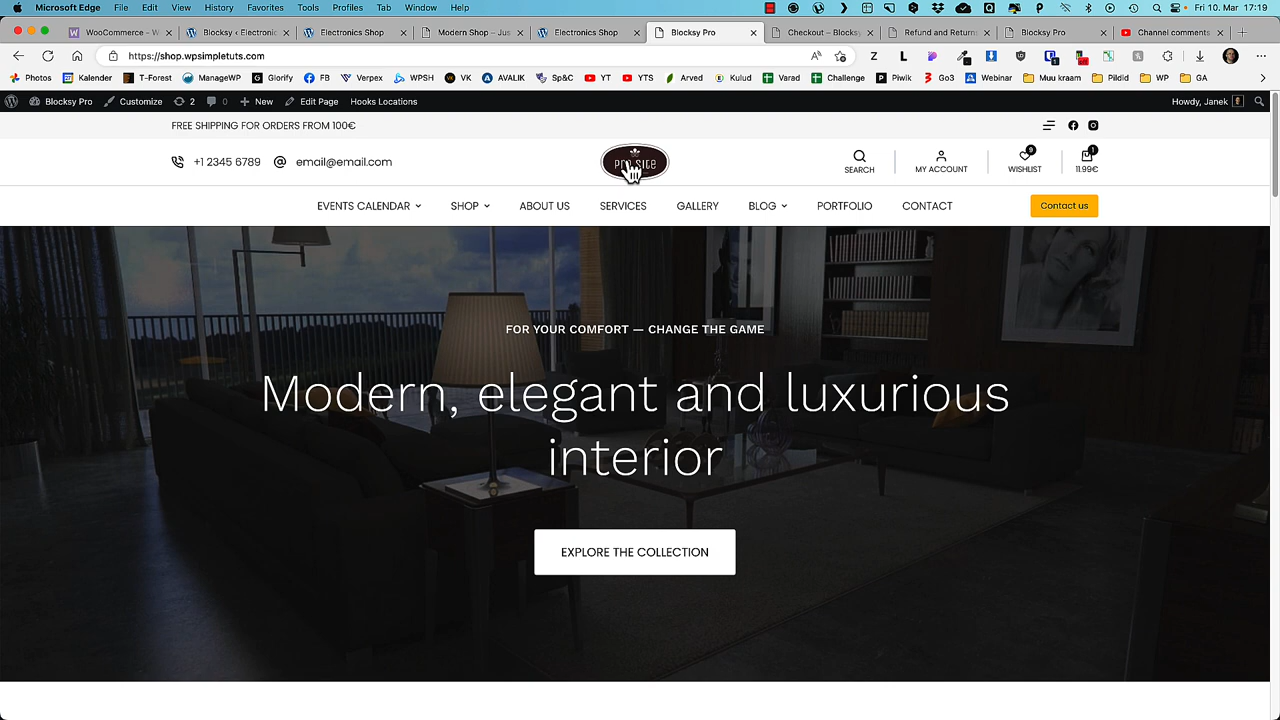 Microsoft Edge File Edit View History Favorites Tools Profiles Tab Window Help Fri 10. Mar 17:19
WooCommerce - W Blocksy ‹ Electronic Electronics Shop Modern Shop – Jus Electronics Shop Blocksy Pro Checkout – Blocksy Refund and Return Blocksy Pro Channel comments
https://shop.wpsimpletuts.com
Photos Kalender T-Forest ManageWP Glorify FB Verpex WPSH VK AVALIK Sp&C YT YTS Arved Kulud Varad Challenge Piwik Go3 Webinar Muu kraam Pildid WP GA
Blocksy Pro Customize 2 0 New Edit Page Hooks Locations Howdy, Janek
FREE SHIPPING FOR ORDERS FROM 100€
+1 2345 6789 email@email.com PRO SITE SEARCH MY ACCOUNT 9 WISHLIST 1 11.99€
EVENTS CALENDAR SHOP ABOUT US SERVICES GALLERY BLOG PORTFOLIO CONTACT Contact us
FOR YOUR COMFORT — CHANGE THE GAME
Modern, elegant and luxurious
interior
EXPLORE THE COLLECTION